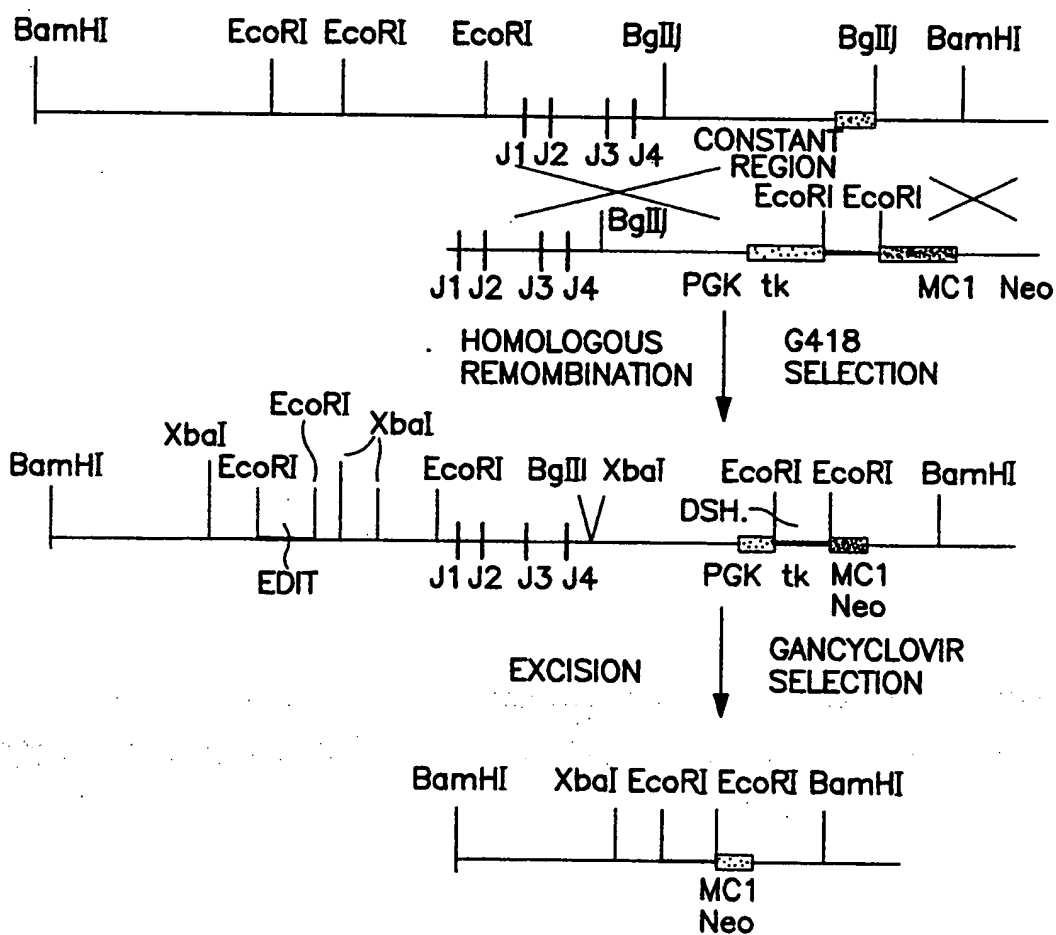 BamHI EcoRI EcoRI EcoRI BglII BglII BamHI
J1 J2 J3 J4
CONSTANT
REGION
EcoRI EcoRI
BglII
J1 J2 J3 J4 PGK tk MC1 Neo
HOMOLOGOUS
REMOMBINATION
G418
SELECTION
EcoRI
XbaI
XbaI
BamHI EcoRI EcoRI BglII XbaI EcoRI EcoRI BamHI
DSH.
EDIT
J1 J2 J3 J4 PGK tk MC1
Neo
EXCISION
GANCYCLOVIR
SELECTION
BamHI XbaI EcoRI EcoRI BamHI
MC1
Neo